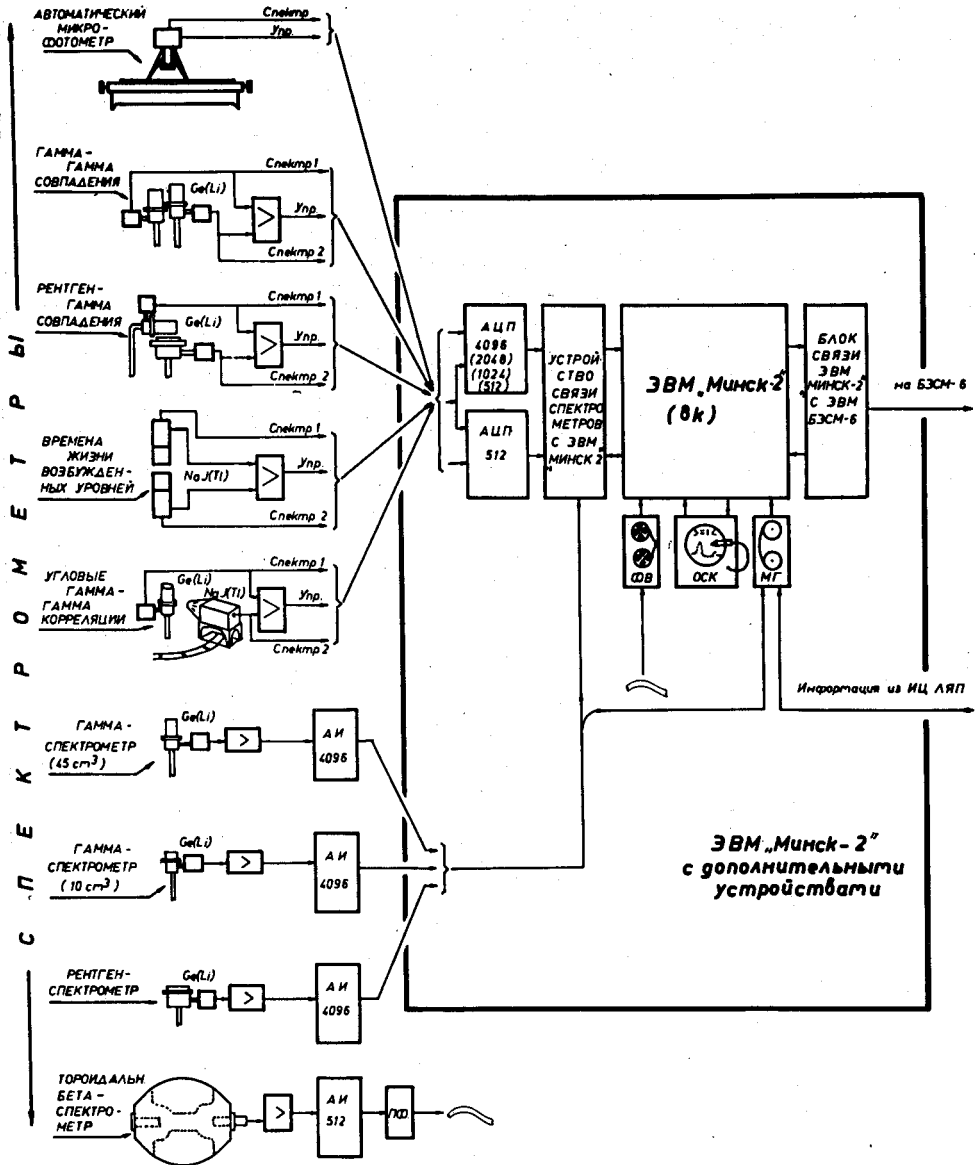 СПЕКТРОМЕТРЫ
АВТОМАТИЧЕСКИЙ
МИКРО-
ФОТОМЕТР
Спектр
Упр.
ГАММА-
ГАММА
СОВПАДЕНИЯ
Ge(Li)
>
Спектр 1
Упр.
Спектр 2
РЕНТГЕН-
ГАММА
СОВПАДЕНИЯ
Ge(Li)
>
Спектр 1
Упр.
Спектр 2
ВРЕМЕНА
ЖИЗНИ
ВОЗБУЖДЕН-
НЫХ УРОВНЕЙ
NaJ(Tl)
>
Спектр 1
Упр.
Спектр 2
УГЛОВЫЕ
ГАММА-
ГАММА
КОРРЕЛЯЦИИ
Ge(Li)
NaJ(Tl)
>
Спектр 1
Упр.
Спектр 2
ГАММА-
СПЕКТРОМЕТР
(45 cm³)
Ge(Li)
>
АИ
4096
ГАММА-
СПЕКТРОМЕТР
(10 cm³)
Ge(Li)
>
АИ
4096
РЕНТГЕН-
СПЕКТРОМЕТР
Ge(Li)
>
АИ
4096
ТОРОИДАЛЬН.
БЕТА-
СПЕКТРО-
МЕТР
>
АИ
512
ПФ
АЦП
4096
(2048)
(1024)
(512)
АЦП
512
УСТРОЙ-
СТВО
СВЯЗИ
СПЕКТРО
МЕТРОВ
С ЭВМ
„МИНСК 2"
ЭВМ „Минск-2"
(8к)
БЛОК
СВЯЗИ
ЭВМ
„МИНСК-2"
С ЭВМ
БЭСМ-6
на БЭСМ-6
ФВ
ОСК
МГ
Информация из ИЦ ЛЯП
ЭВМ „Минск-2"
с дополнительными
устройствами